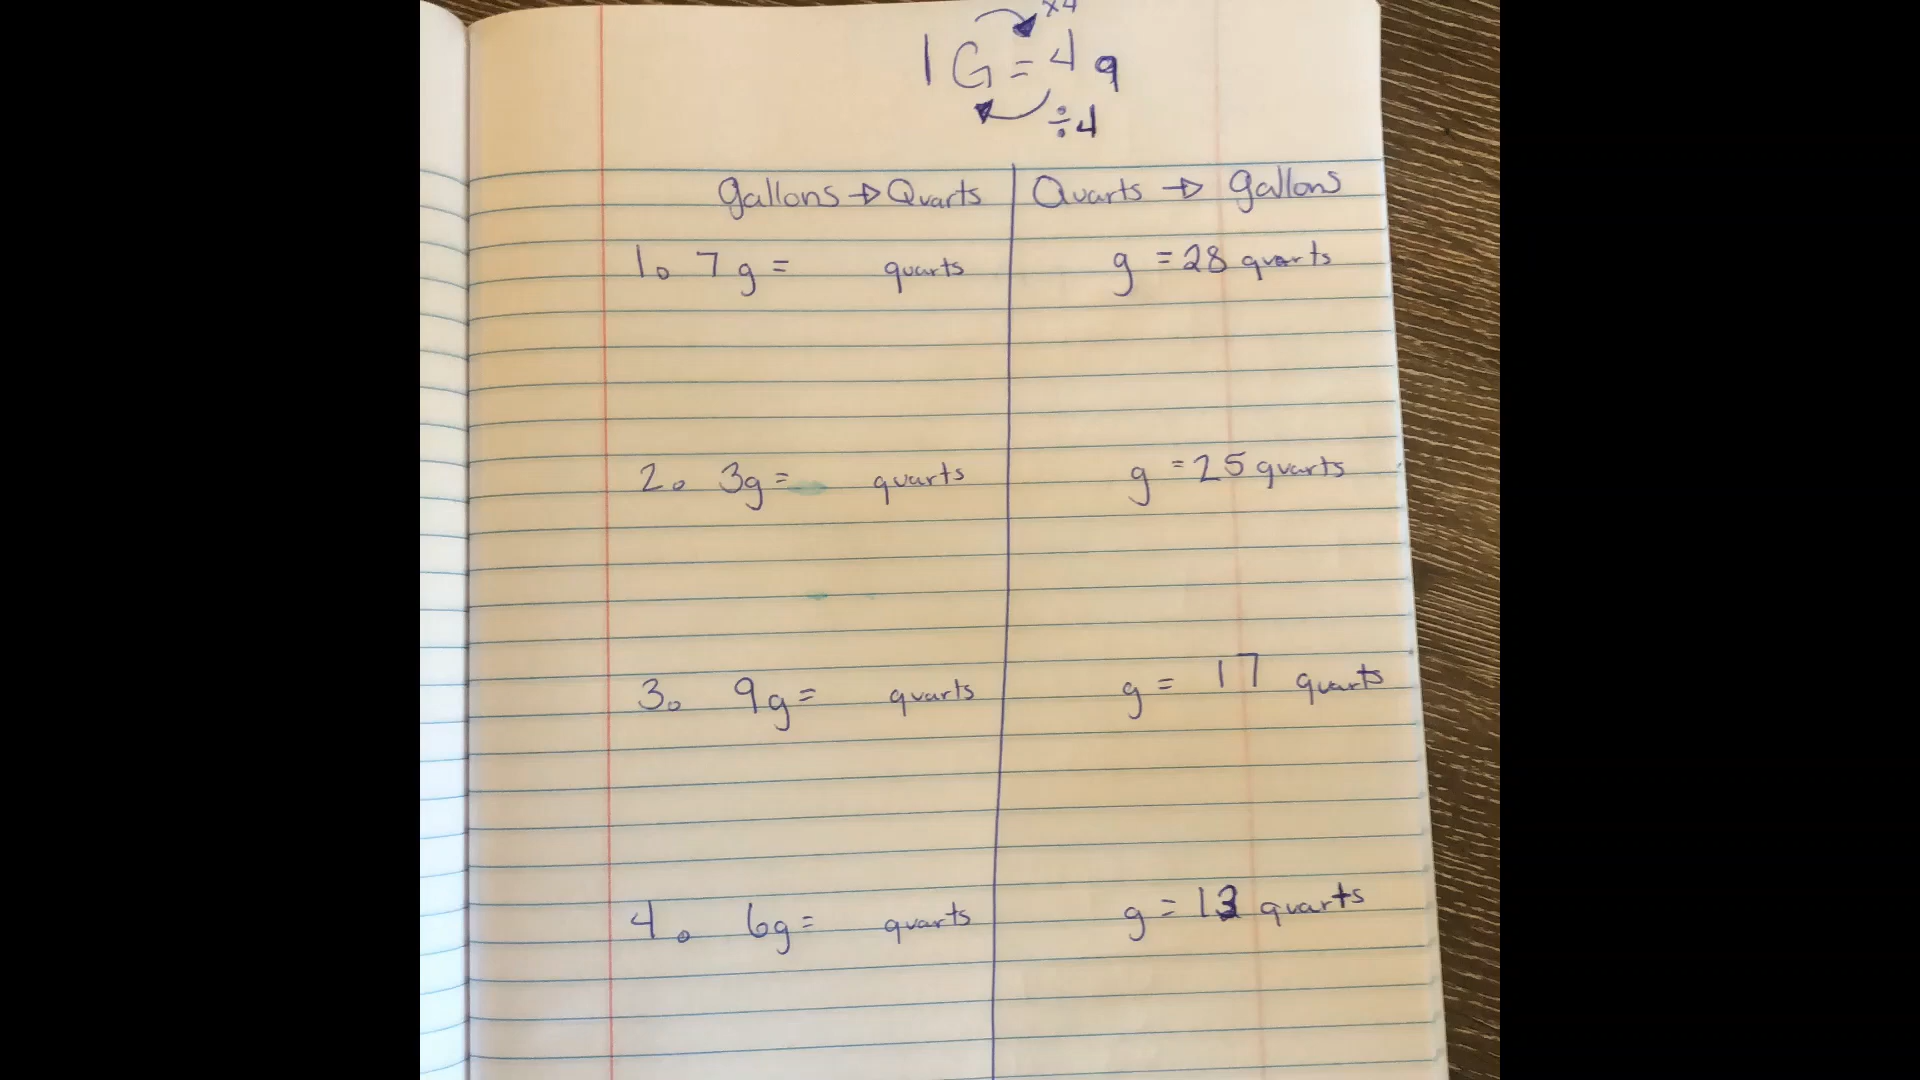 ×4
1 G = 4 q
÷4
gallons → Quarts
Quarts → gallons
1. 7 g = quarts
g = 28 quarts
2. 3g = quarts
g = 25 quarts
3. 9g = quarts
g = 17 quarts
4. 6g = quarts
g = 13 quarts